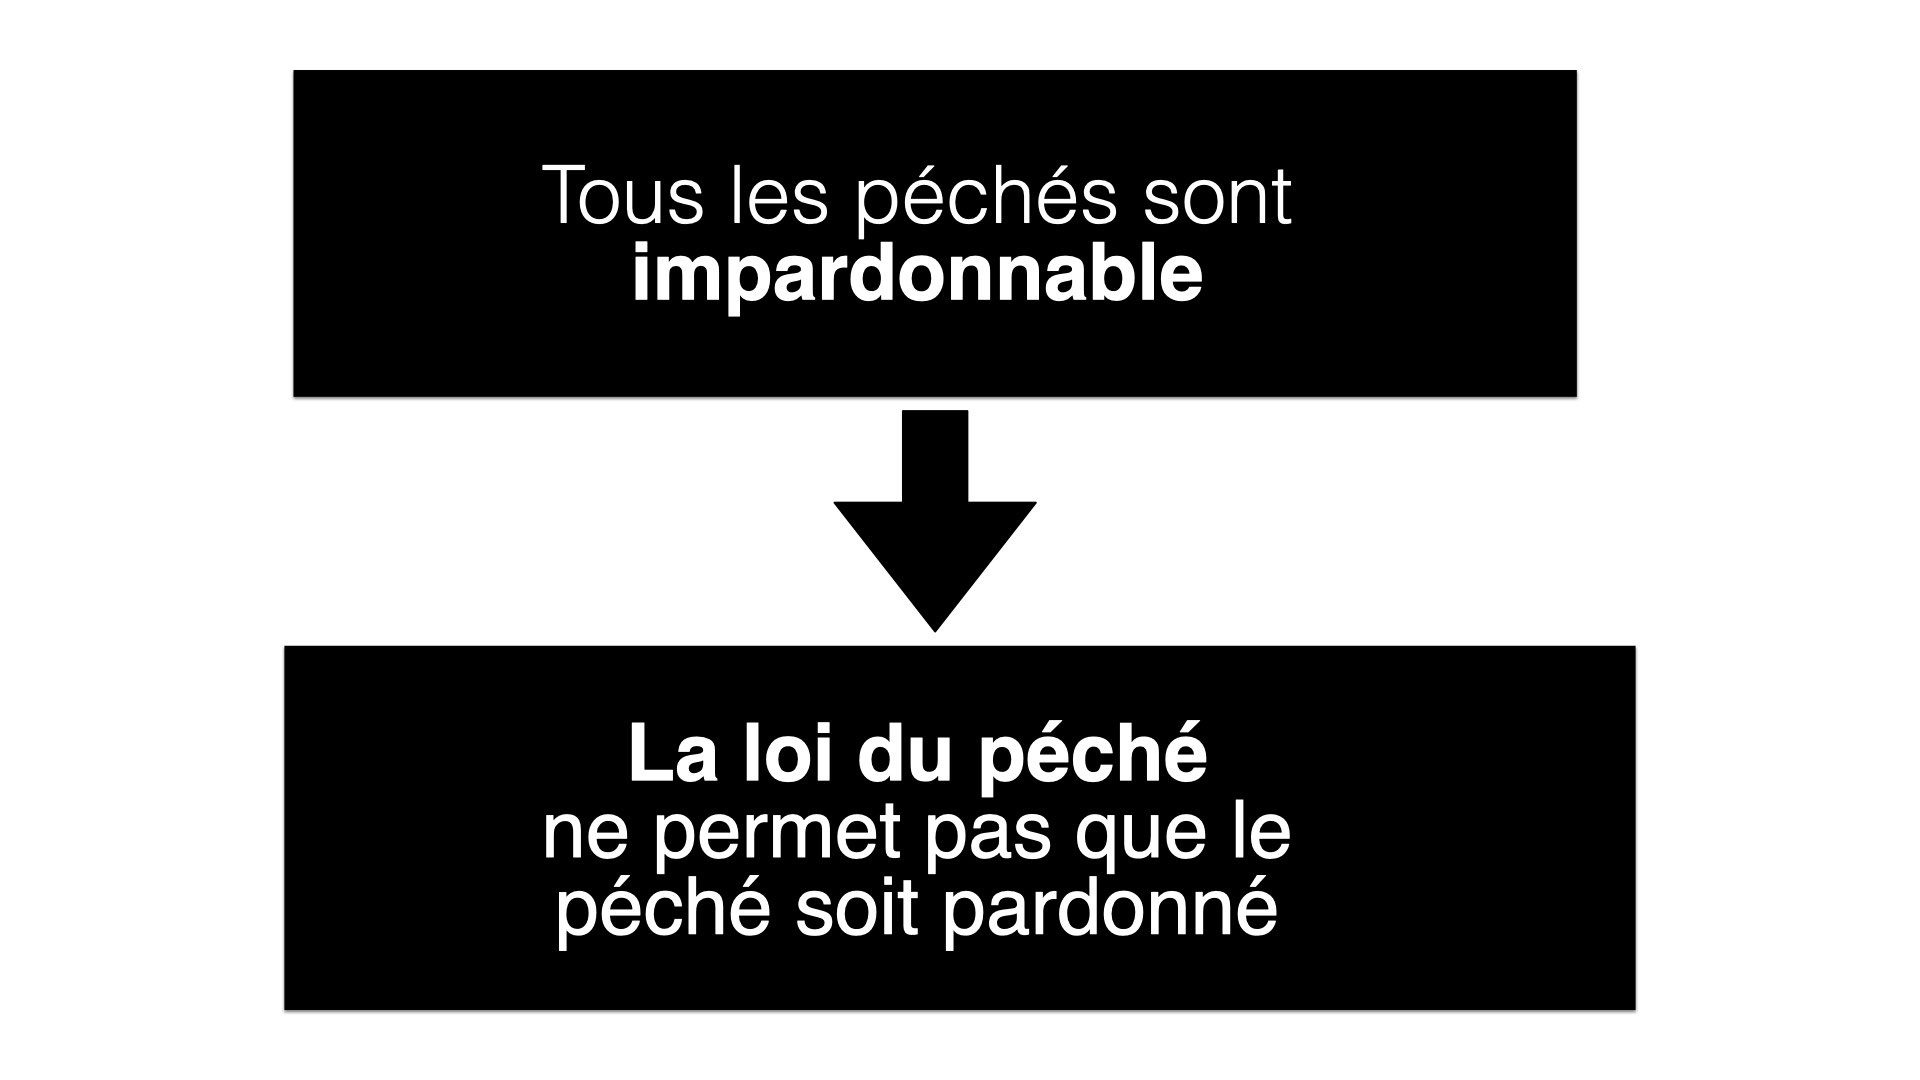 Tous les péchés sont
impardonnable
La loi du péché
ne permet pas que le
péché soit pardonné